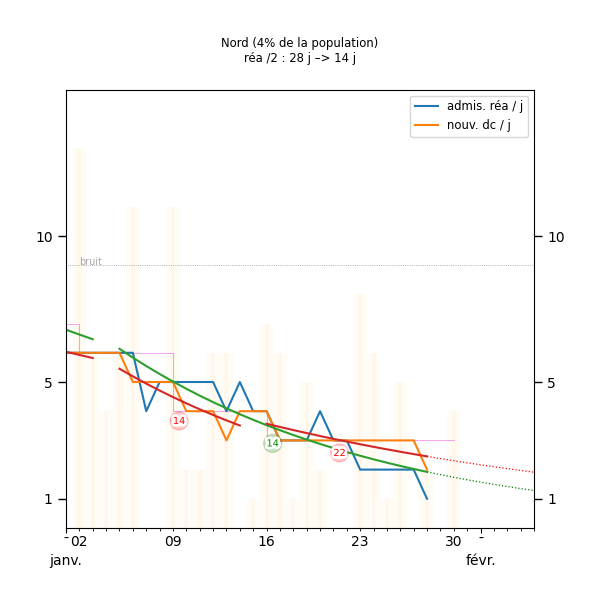 Nord (4% de la population)
réa /2 : 28 j –> 14 j
admis. réa / j
nouv. dc / j
10 10
bruit
5 5
14
14
22
1 1
02 09 16 23 30
janv. févr.